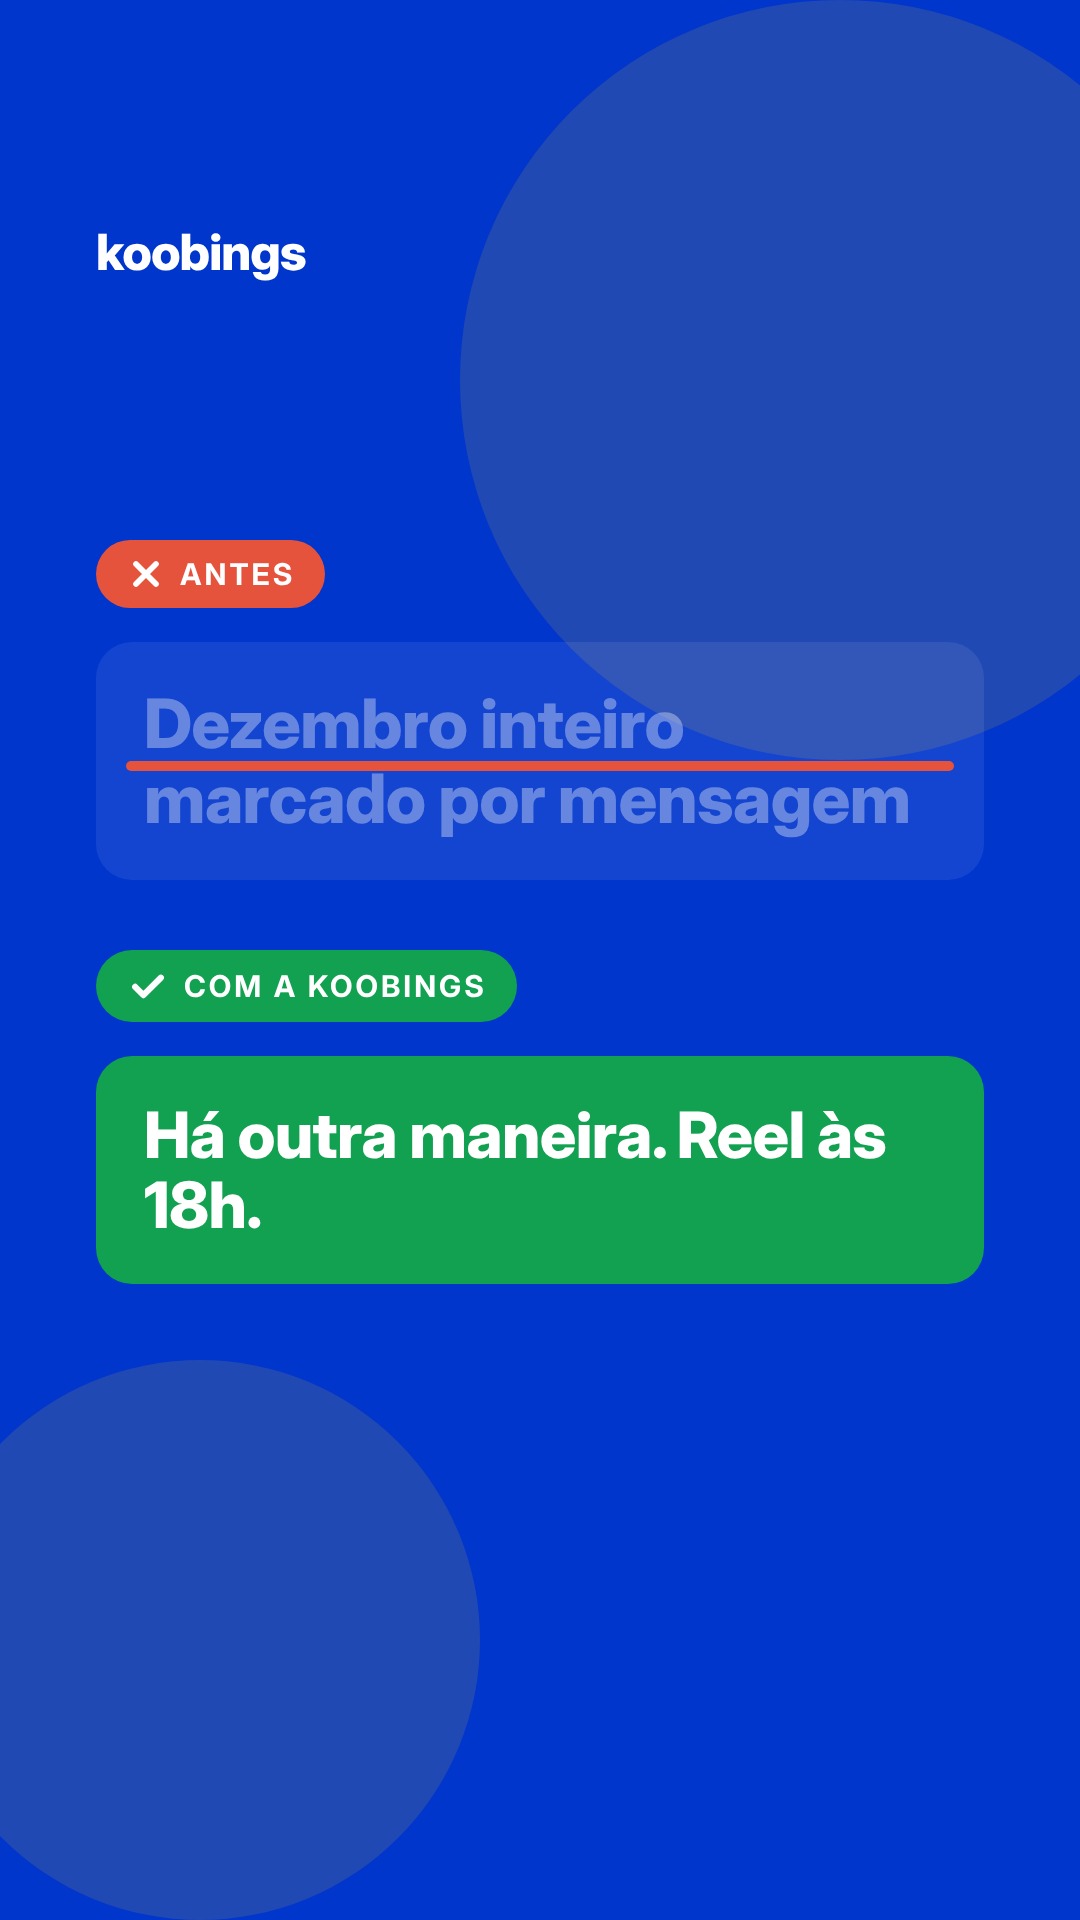 koobings
ANTES
Dezembro inteiro
marcado por mensagem
COM A KOOBINGS
Há outra maneira. Reel às
18h.